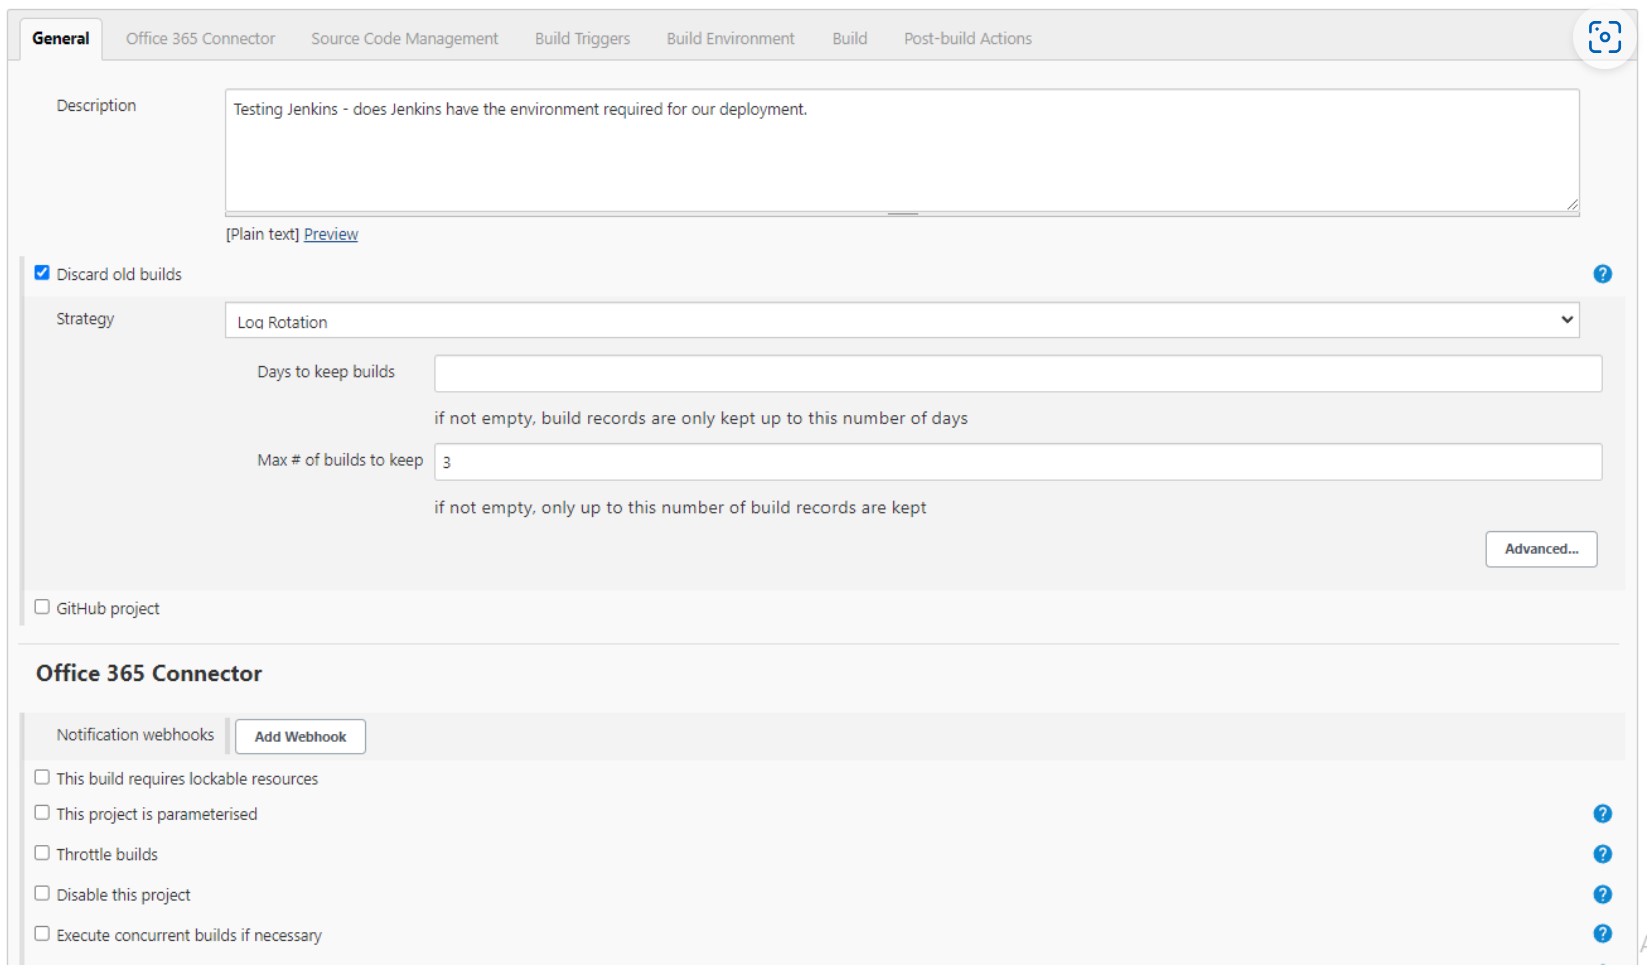 General Office 365 Connector Source Code Management Build Triggers Build Environment Build Post-build Actions
Description
Testing Jenkins - does Jenkins have the environment required for our deployment.
[Plain text] Preview
Discard old builds
Strategy
Log Rotation
Days to keep builds
if not empty, build records are only kept up to this number of days
Max # of builds to keep
3
if not empty, only up to this number of build records are kept
Advanced...
GitHub project
Office 365 Connector
Notification webhooks
Add Webhook
This build requires lockable resources
This project is parameterised
Throttle builds
Disable this project
Execute concurrent builds if necessary